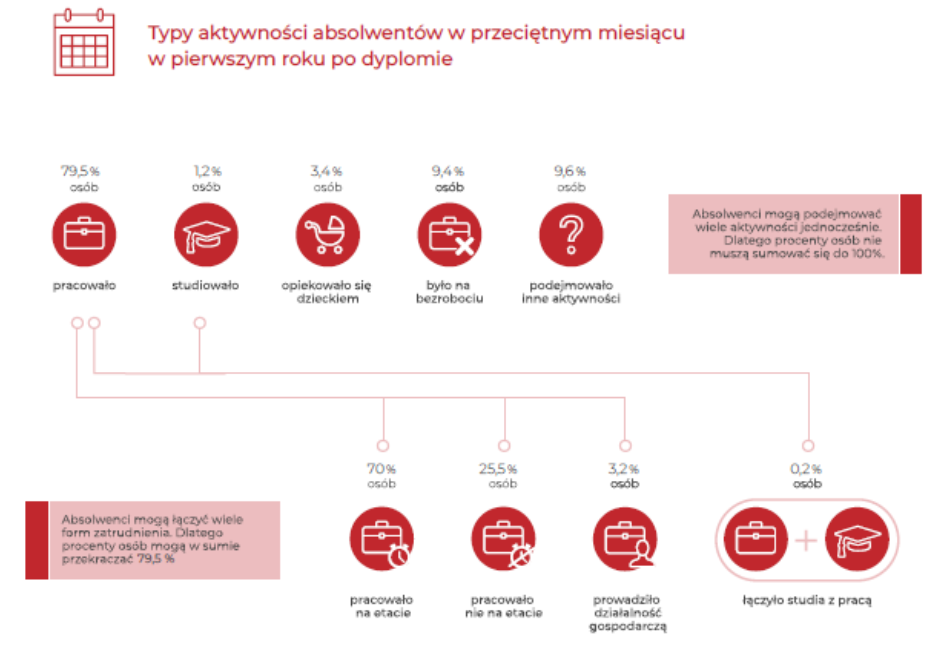 Typy aktywności absolwentów w przeciętnym miesiącu
w pierwszym roku po dyplomie
79,5%
osób
pracowało
1,2%
osób
studiowało
3,4%
osób
opiekowało się
dzieckiem
9,4%
osób
było na
bezrobociu
9,6%
osób
podejmowało
inne aktywności
Absolwenci mogą podejmować
wiele aktywności jednocześnie.
Dlatego procenty osób nie
muszą sumować się do 100%.
70%
osób
pracowało
na etacie
25,5%
osób
pracowało
nie na etacie
3,2%
osób
prowadziło
działalność
gospodarczą
0,2%
osób
łączyło studia z pracą
Absolwenci mogą łączyć wiele
form zatrudnienia. Dlatego
procenty osób mogą w sumie
przekraczać 79,5 %